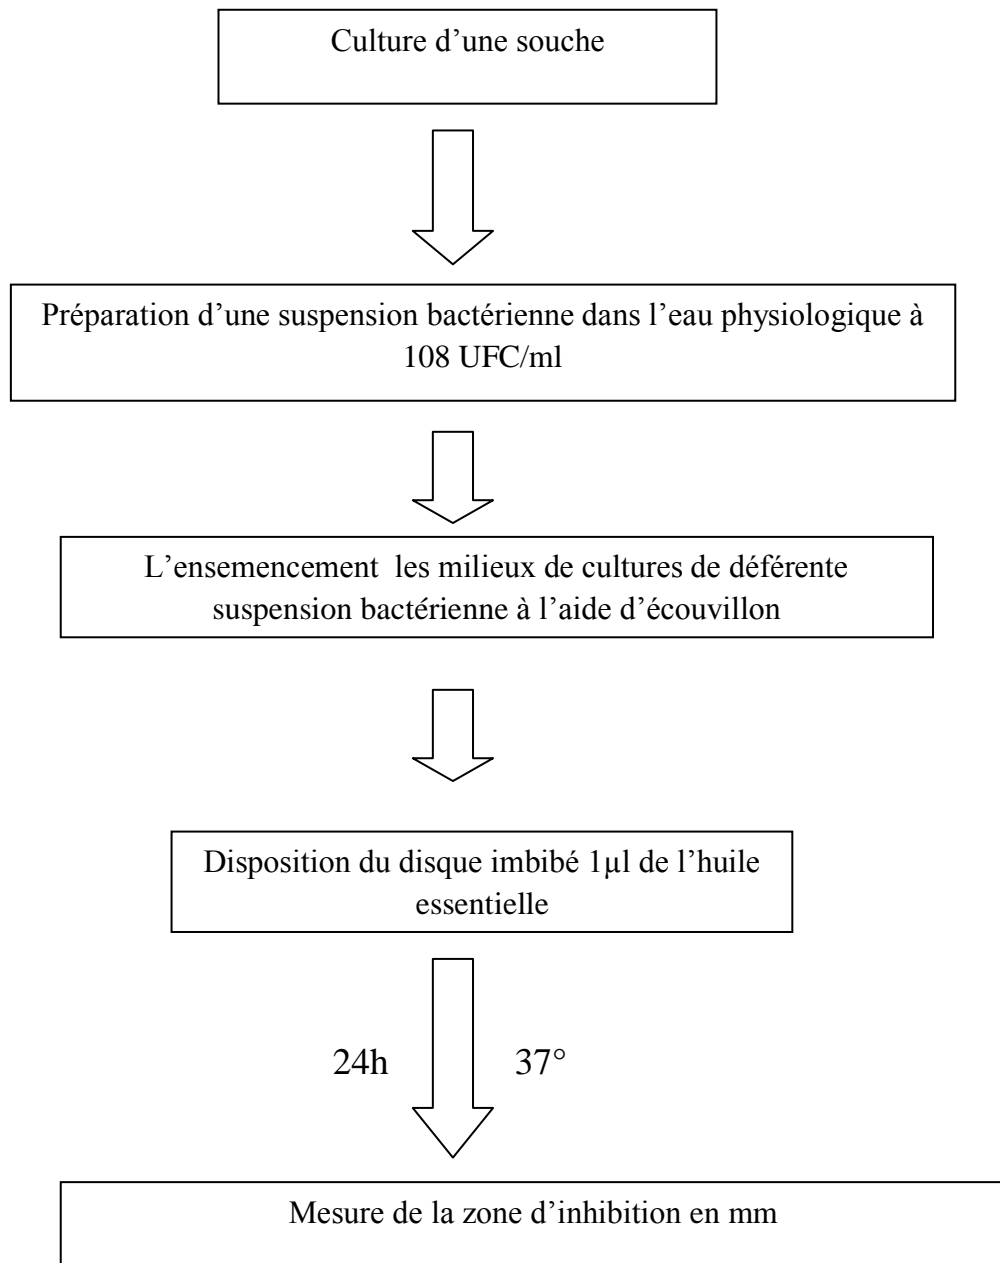 Culture d’une souche
Préparation d’une suspension bactérienne dans l’eau physiologique à
108 UFC/ml
L’ensemencement  les milieux de cultures de déférente
suspension bactérienne à l’aide d’écouvillon
Disposition du disque imbibé 1µl de l’huile
essentielle
24h 37°
Mesure de la zone d’inhibition en mm